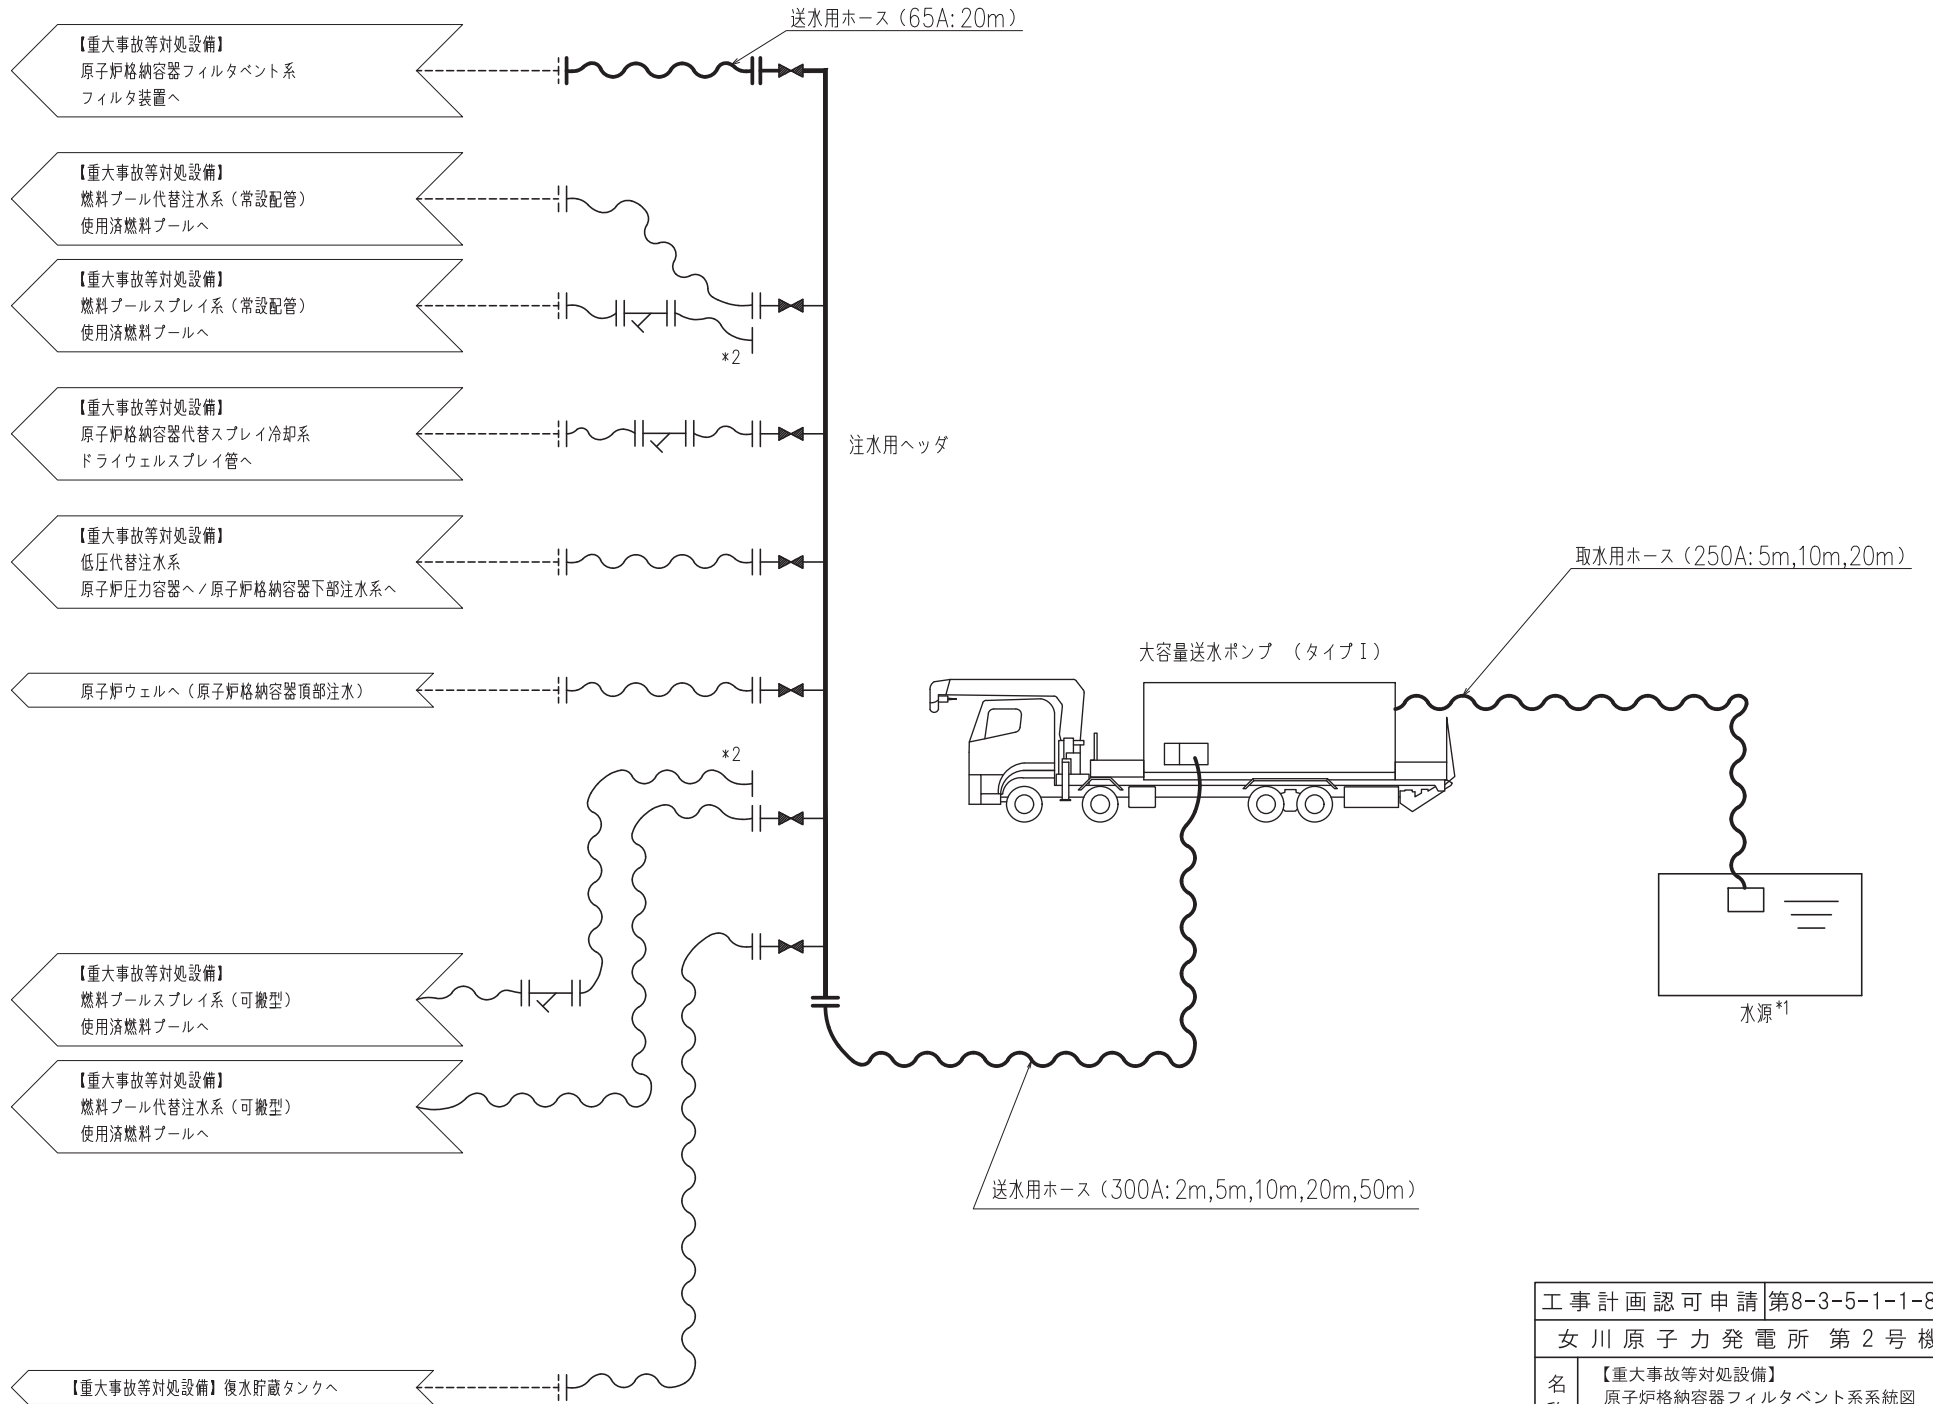 送水用ホース（65A:20m）
【重大事故等対処設備】
原子炉格納容器フィルタベント系
フィルタ装置へ
【重大事故等対処設備】
燃料プール代替注水系（常設配管）
使用済燃料プールへ
【重大事故等対処設備】
燃料プールスプレイ系（常設配管）
使用済燃料プールへ
*2
【重大事故等対処設備】
原子炉格納容器代替スプレイ冷却系
ドライウェルスプレイ管へ
注水用ヘッダ
【重大事故等対処設備】
低圧代替注水系
原子炉圧力容器へ／原子炉格納容器下部注水系へ
取水用ホース（250A:5m,10m,20m）
大容量送水ポンプ （タイプⅠ）
原子炉ウェルへ（原子炉格納容器頂部注水）
*2
【重大事故等対処設備】
燃料プールスプレイ系（可搬型）
使用済燃料プールへ
水源*1
【重大事故等対処設備】
燃料プール代替注水系（可搬型）
使用済燃料プールへ
送水用ホース（300A:2m,5m,10m,20m,50m）
【重大事故等対処設備】復水貯蔵タンクへ
工事計画認可申請 第8-3-5-1-1-8
女川原子力発電所 第2号機
名
【重大事故等対処設備】
原子炉格納容器フィルタベント系系統図